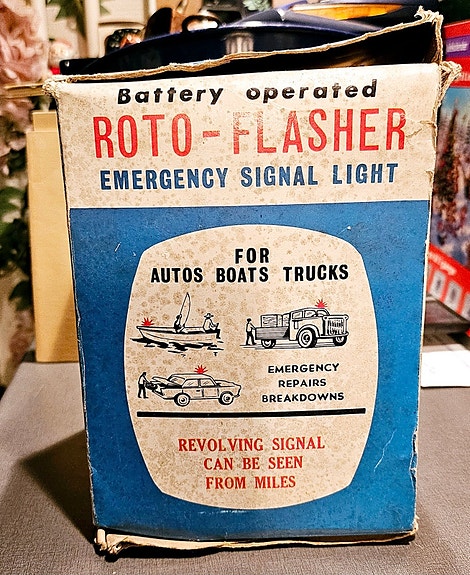 Battery operated
ROTO-FLASHER
EMERGENCY SIGNAL LIGHT
FOR
AUTOS BOATS TRUCKS
EMERGENCY
REPAIRS
BREAKDOWNS
REVOLVING SIGNAL
CAN BE SEEN
FROM MILES